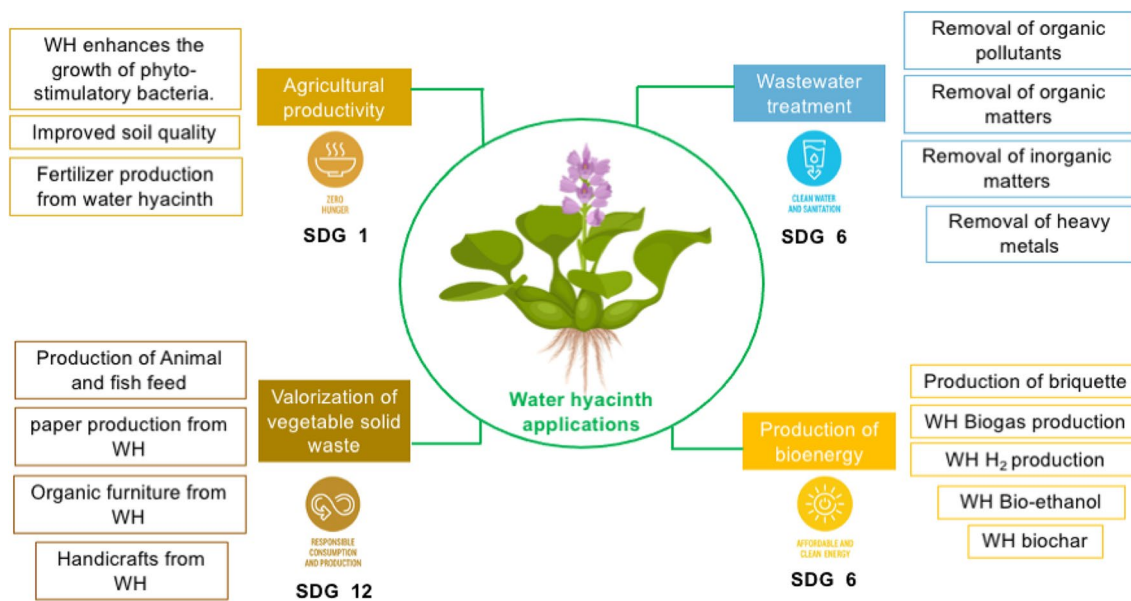 WH enhances the
growth of phyto-
stimulatory bacteria.
Improved soil quality
Fertilizer production
from water hyacinth
Agricultural
productivity
ZERO
HUNGER
SDG 1
Wastewater
treatment
CLEAN WATER
AND SANITATION
SDG 6
Removal of organic
pollutants
Removal of organic
matters
Removal of inorganic
matters
Removal of heavy
metals
Water hyacinth
applications
Production of Animal
and fish feed
paper production from
WH
Organic furniture from
WH
Handicrafts from
WH
Valorization of
vegetable solid
waste
RESPONSIBLE
CONSUMPTION
AND PRODUCTION
SDG 12
Production of
bioenergy
AFFORDABLE AND
CLEAN ENERGY
SDG 6
Production of briquette
WH Biogas production
WH H₂ production
WH Bio-ethanol
WH biochar